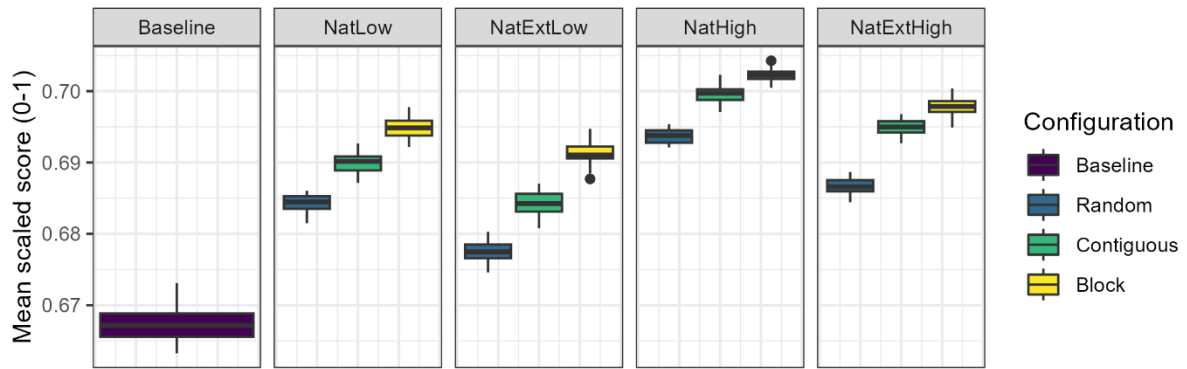 Baseline NatLow NatExtLow NatHigh NatExtHigh
Mean scaled score (0-1)
0.70
0.69
0.68
0.67
Configuration
Baseline
Random
Contiguous
Block